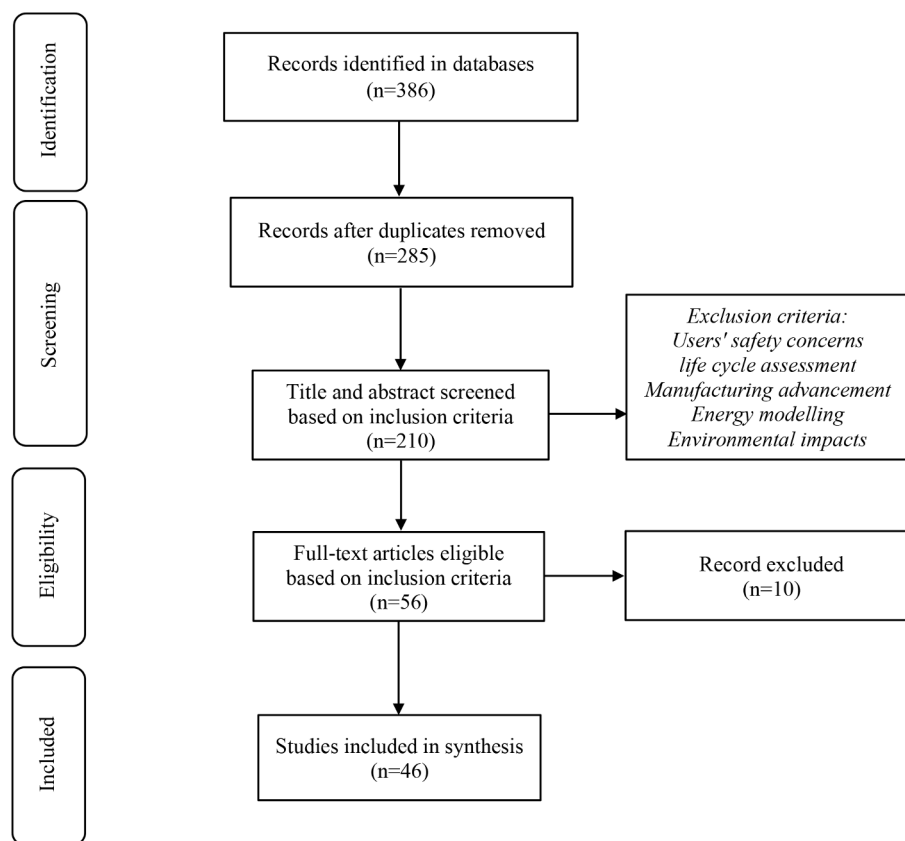 Identification
Records identified in databases
(n=386)
Screening
Records after duplicates removed
(n=285)
Title and abstract screened
based on inclusion criteria
(n=210)
Exclusion criteria:
Users' safety concerns
life cycle assessment
Manufacturing advancement
Energy modelling
Environmental impacts
Eligibility
Full-text articles eligible
based on inclusion criteria
(n=56)
Record excluded
(n=10)
Included
Studies included in synthesis
(n=46)